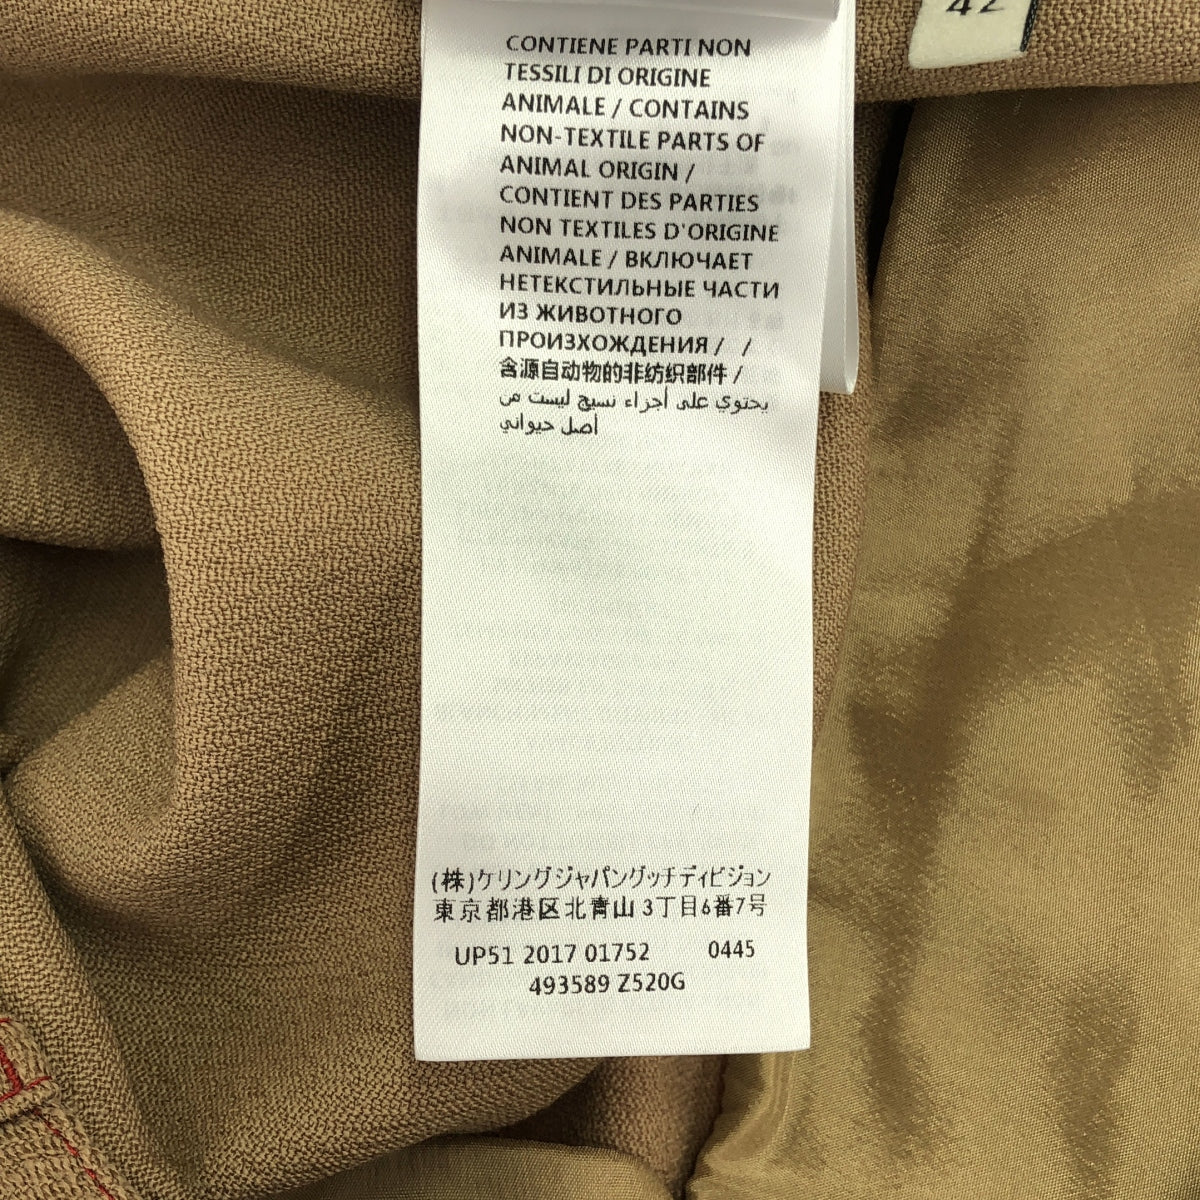 42
CONTIENE PARTI NON
TESSILI DI ORIGINE
ANIMALE / CONTAINS
NON-TEXTILE PARTS OF
ANIMAL ORIGIN /
CONTIENT DES PARTIES
NON TEXTILES D'ORIGINE
ANIMALE / ВКЛЮЧАЕТ
НЕТЕКСТИЛЬНЫЕ ЧАСТИ
ИЗ ЖИВОТНОГО
ПРОИЗХОЖДЕНИЯ /  /
含源自动物的非纺织部件 /
يحتوي على أجزاء نسيج ليست من
أصل حيواني
(株)ケリングジャパングッチディビジョン
東京都港区北青山 3丁目6番7号
UP51 2017 01752 0445
493589 Z520G